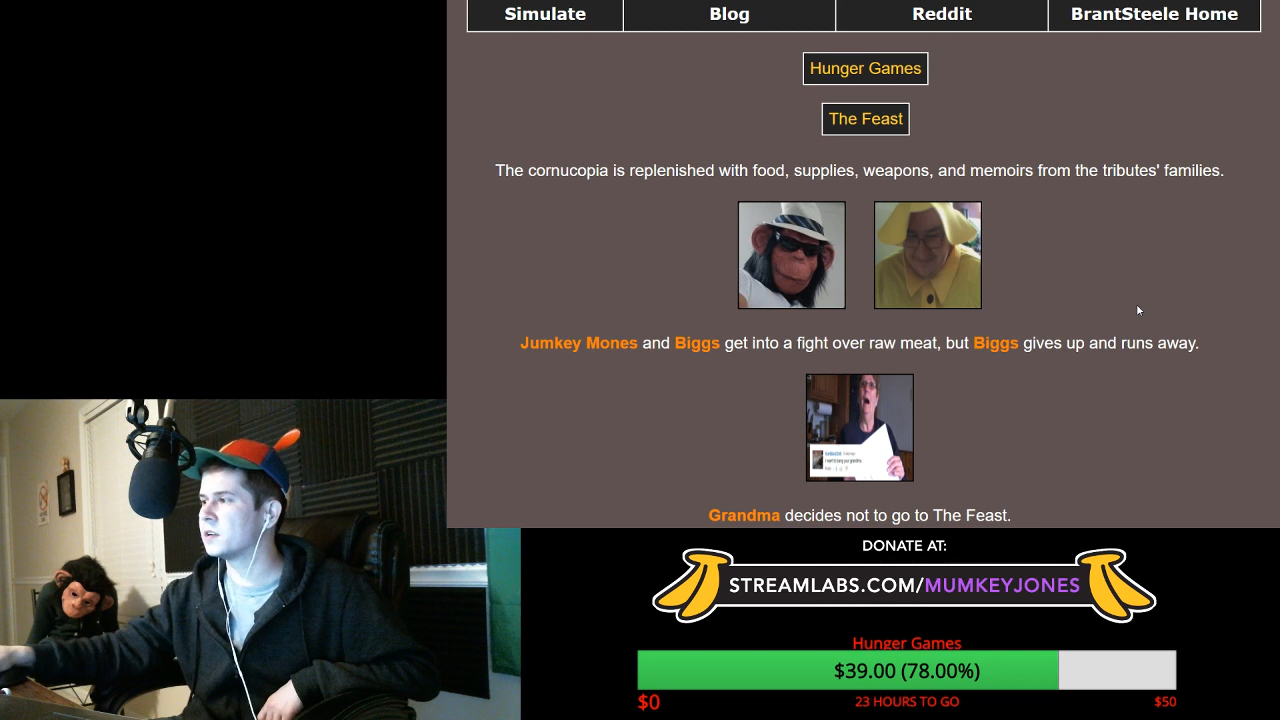 Simulate
Blog
Reddit
BrantSteele Home
Hunger Games
The Feast
The cornucopia is replenished with food, supplies, weapons, and memoirs from the tributes' families.
Jumkey Mones and Biggs get into a fight over raw meat, but Biggs gives up and runs away.
Grandma decides not to go to The Feast.
DONATE AT:
STREAMLABS.COM/MUMKEYJONES
Hunger Games
$39.00 (78.00%)
$0
23 HOURS TO GO
$50